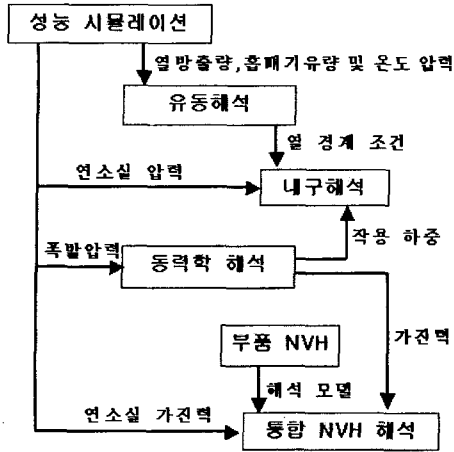 성능 시뮬레이션
열방출량,흡패기유량 및 온도 압력
유동해석
열 경계 조건
연소실 압력
내구해석
작용 하중
폭발압력
동력학 해석
가진력
부품 NVH
해석 모델
연소실 가진력
통합 NVH 해석